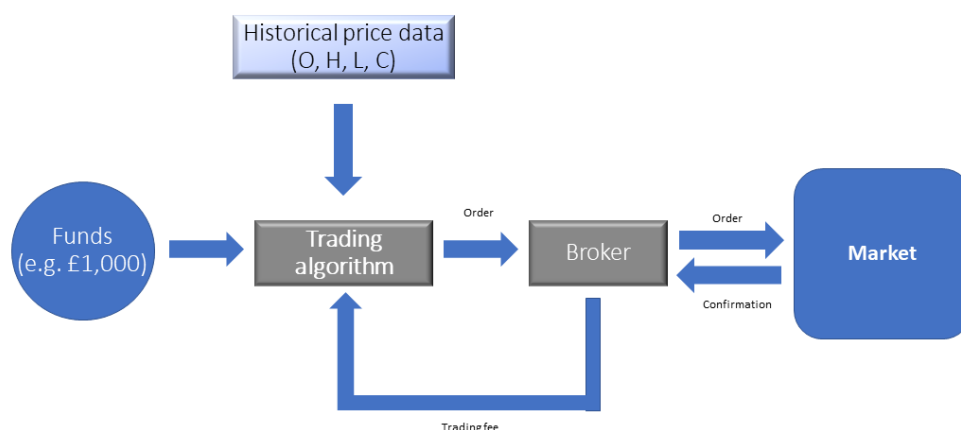 Historical price data
(O, H, L, C)
Funds
(e.g. £1,000)
Trading
algorithm
Order
Broker
Order
Confirmation
Market
Trading fee